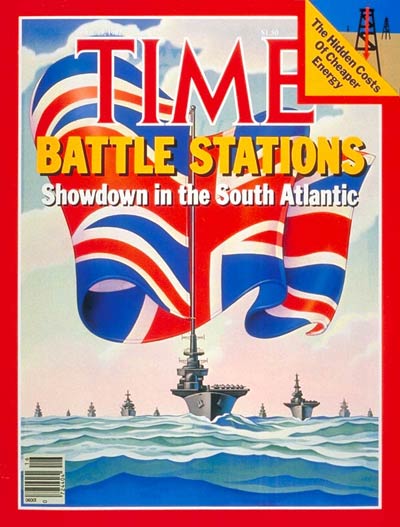 $1.50
The Hidden Costs
Of Cheaper
Energy
TIME
BATTLE STATIONS
Showdown in the South Atlantic